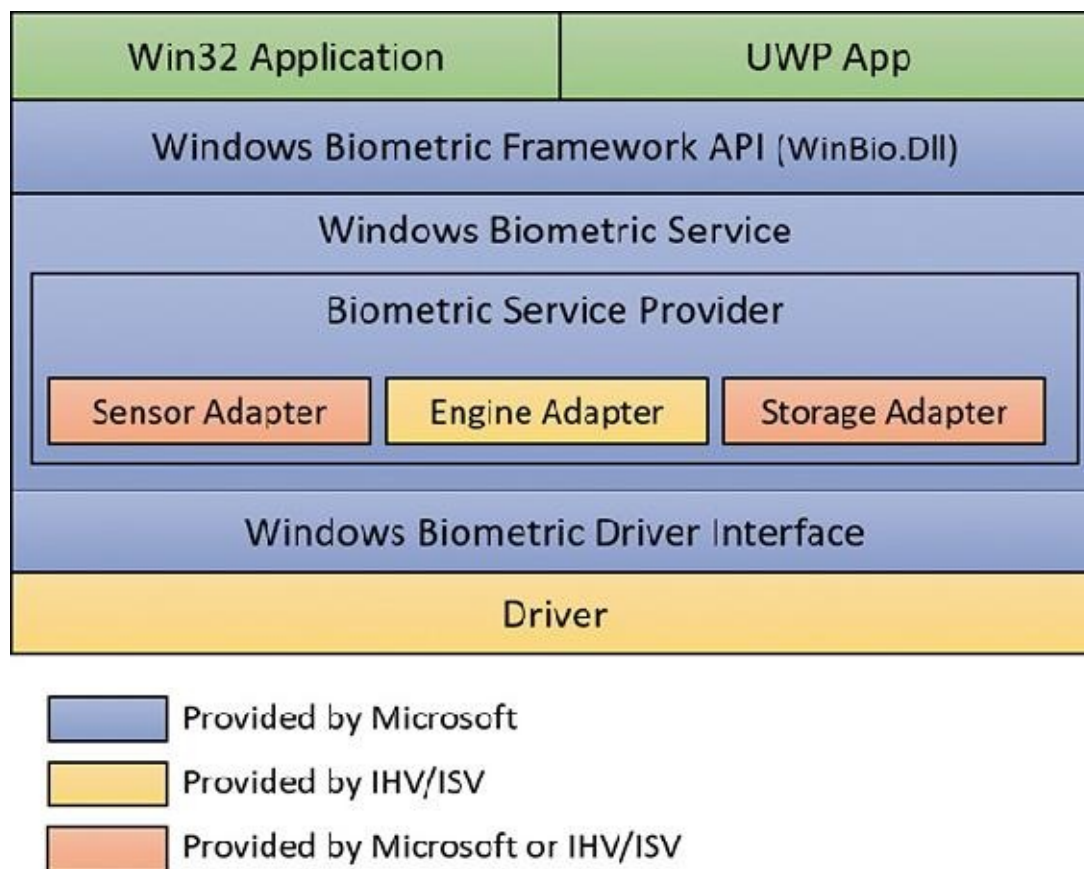 Win32 Application
UWP App
Windows Biometric Framework API (WinBio.Dll)
Windows Biometric Service
Biometric Service Provider
Sensor Adapter
Engine Adapter
Storage Adapter
Windows Biometric Driver Interface
Driver
Provided by Microsoft
Provided by IHV/ISV
Provided by Microsoft or IHV/ISV